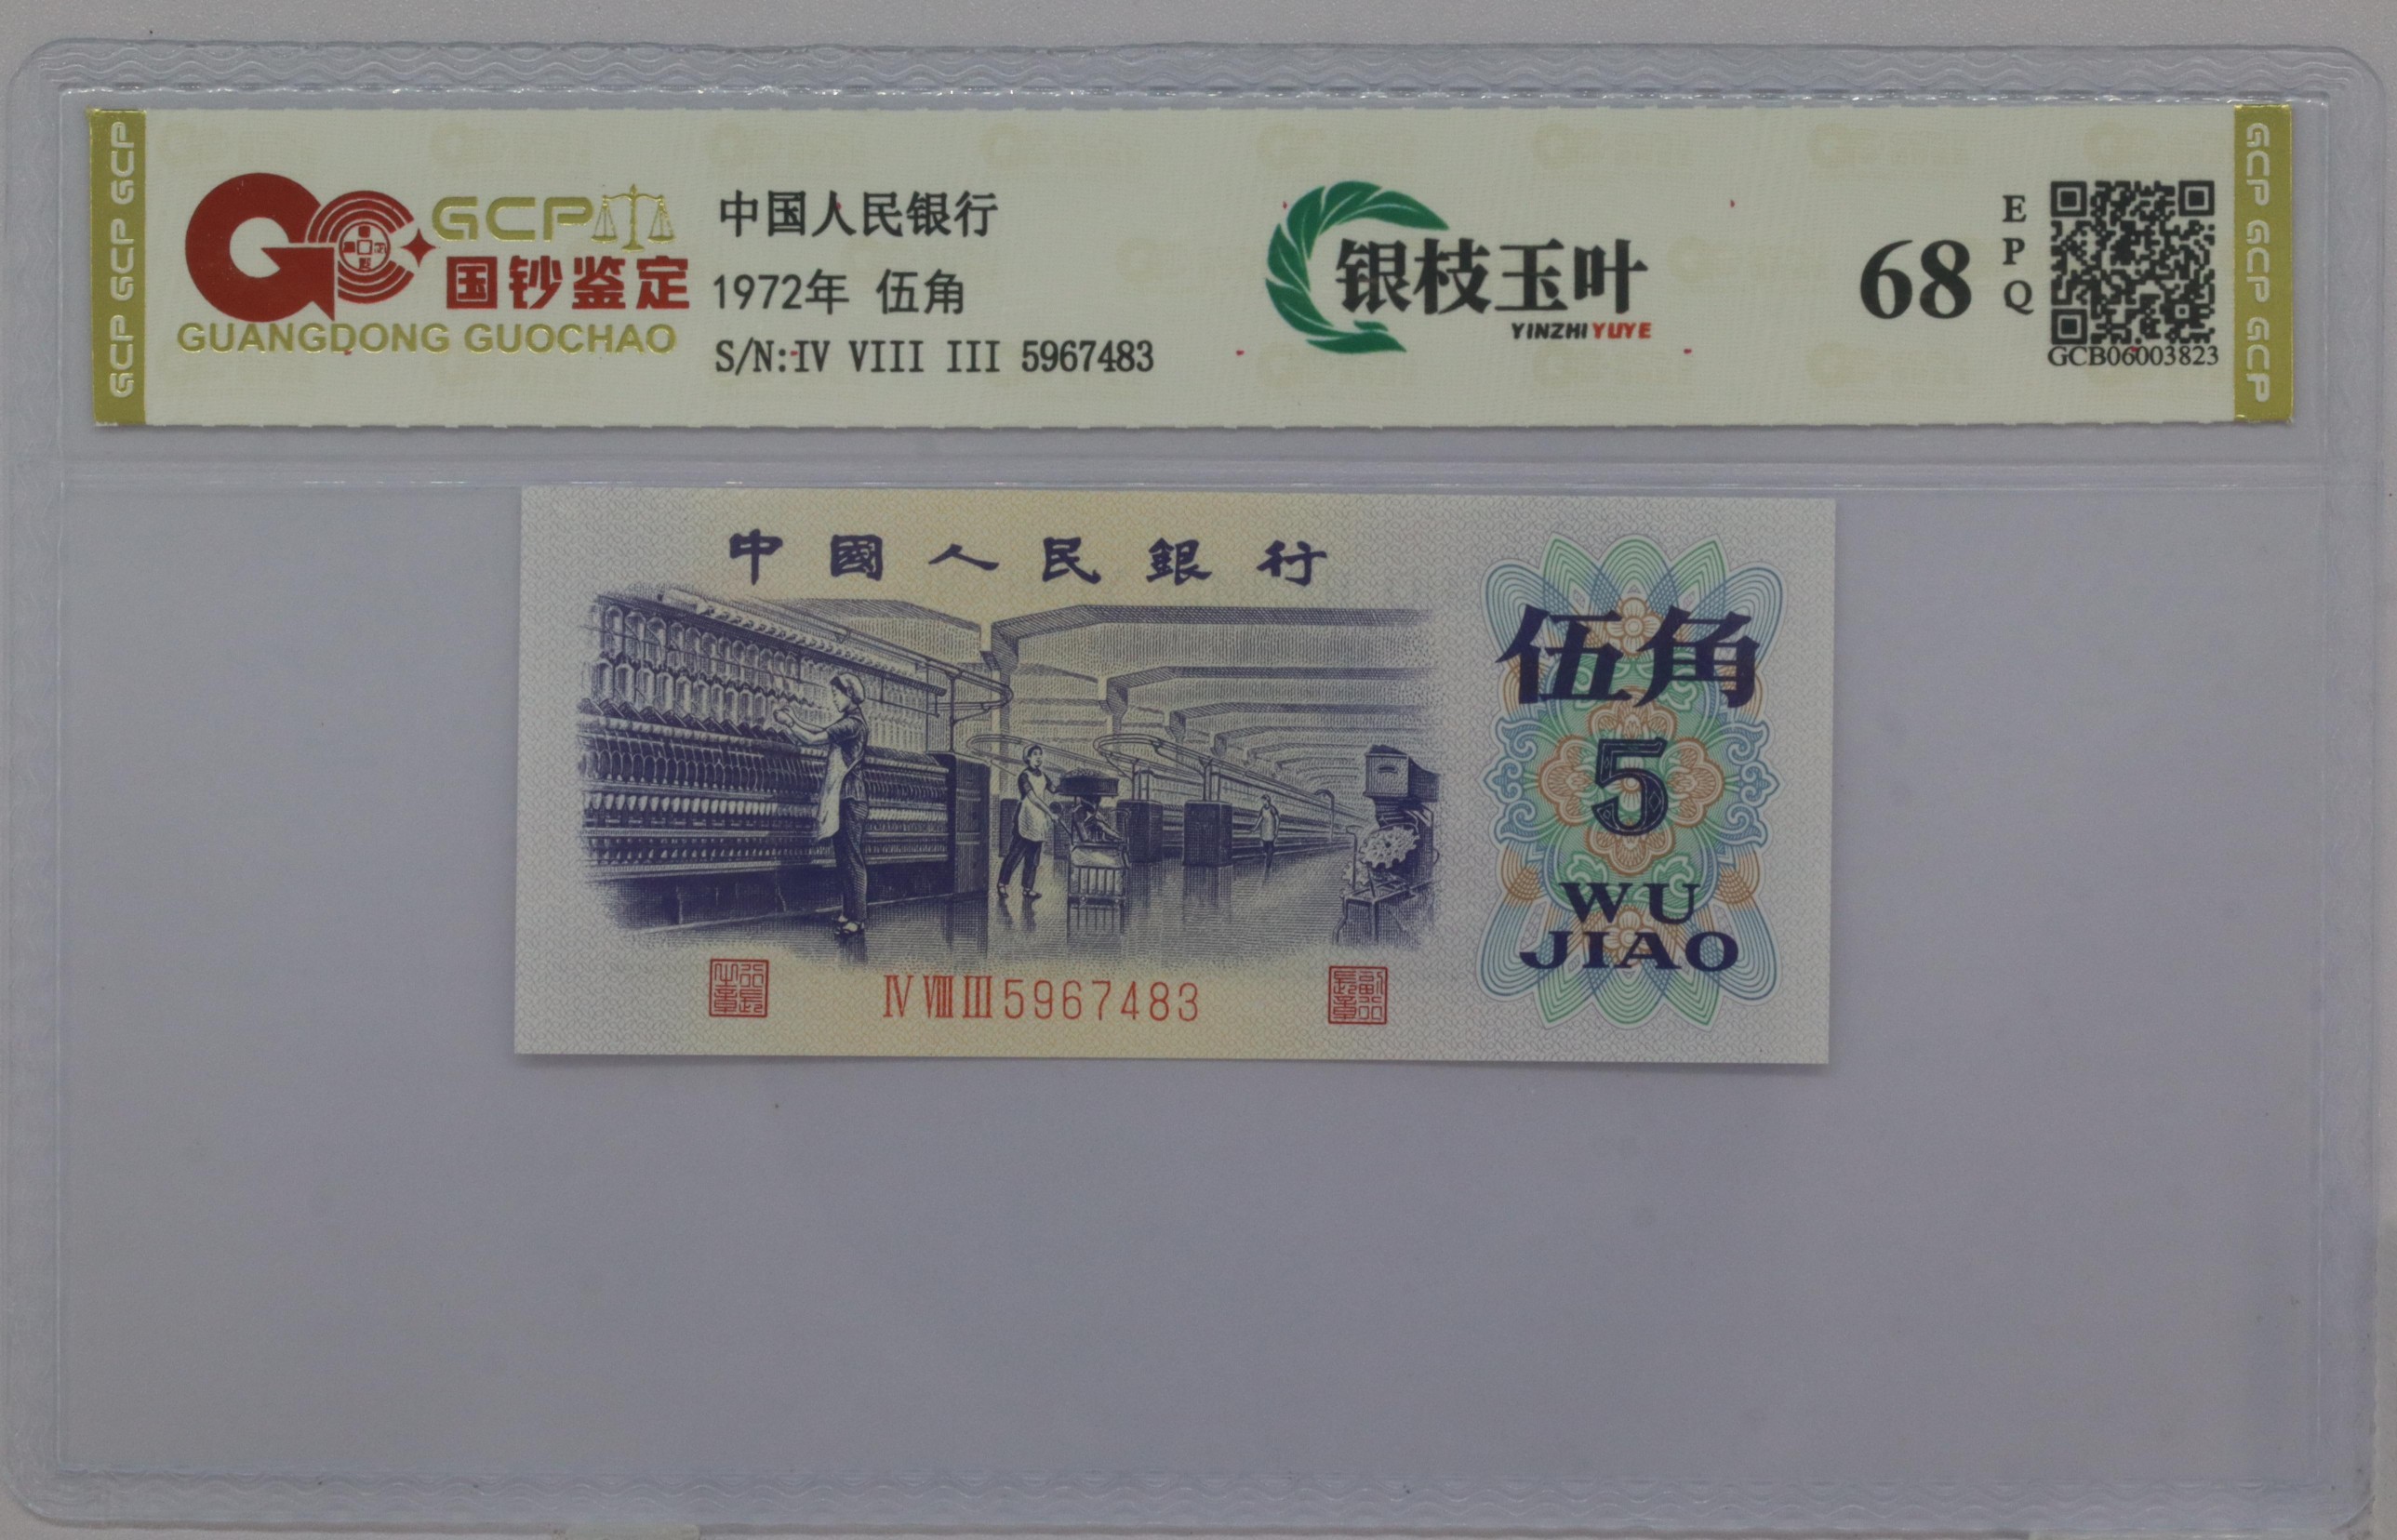 GCP GCP GCP
GCP
国钞鉴定
GUANGDONG GUOCHAO
中国人民银行
1972年 伍角
S/N:IV VIII III 5967483
银枝玉叶
YINZHI YUYE
68
E
P
Q
GCB06003823
GCP GCP GCP
中國人民銀行
伍角
5
WU
JIAO
IV VIII III 5967483